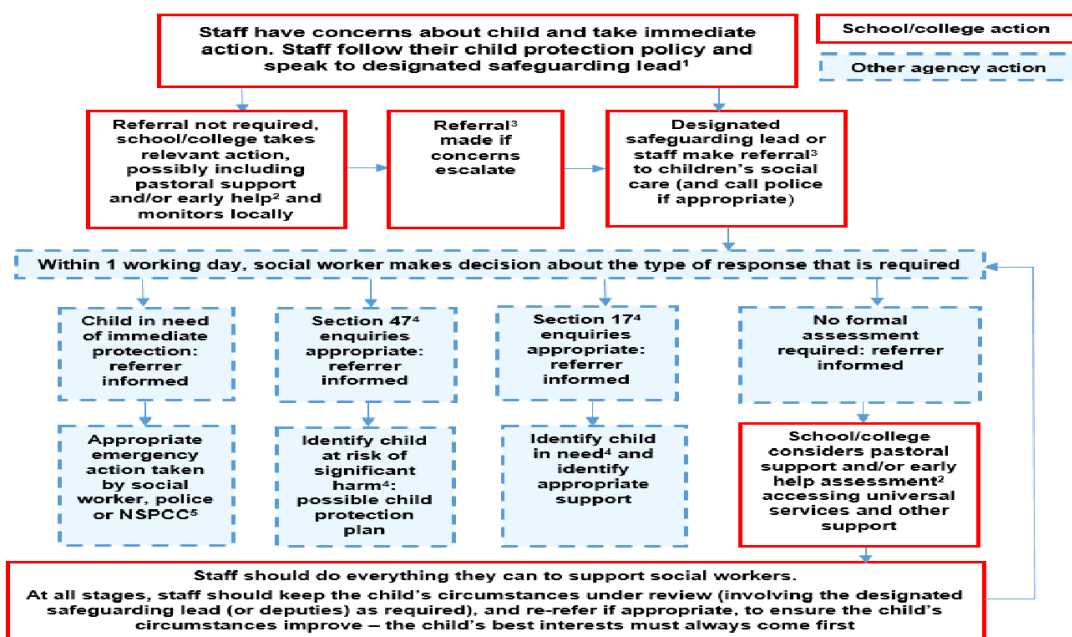 Staff have concerns about child and take immediate
action. Staff follow their child protection policy and
speak to designated safeguarding lead¹
School/college action
Other agency action
Referral not required,
school/college takes
relevant action,
possibly including
pastoral support
and/or early help² and
monitors locally
Referral³
made if
concerns
escalate
Designated
safeguarding lead or
staff make referral³
to children's social
care (and call police
if appropriate)
Within 1 working day, social worker makes decision about the type of response that is required
Child in need
of immediate
protection:
referrer
informed
Section 47⁴
enquiries
appropriate:
referrer
informed
Section 17⁴
enquiries
appropriate:
referrer
informed
No formal
assessment
required: referrer
informed
Appropriate
emergency
action taken
by social
worker, police
or NSPCC⁵
Identify child
at risk of
significant
harm⁴:
possible child
protection
plan
Identify child
in need⁴ and
identify
appropriate
support
School/college
considers pastoral
support and/or early
help assessment²
accessing universal
services and other
support
Staff should do everything they can to support social workers.
At all stages, staff should keep the child's circumstances under review (involving the designated
safeguarding lead (or deputies) as required), and re-refer if appropriate, to ensure the child's
circumstances improve – the child's best interests must always come first